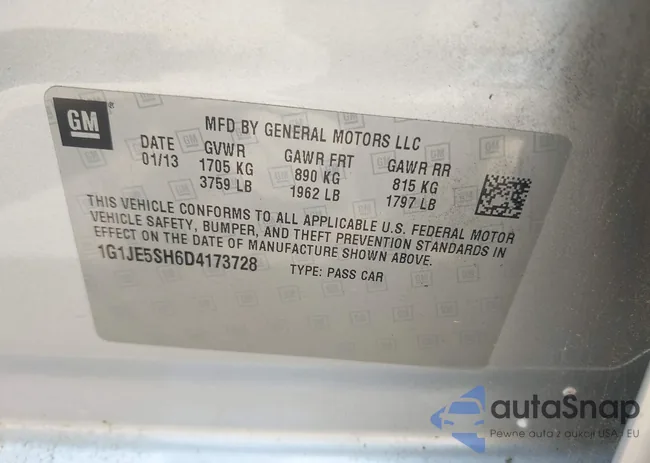 GM
MFD BY GENERAL MOTORS LLC
DATE GVWR GAWR FRT GAWR RR
01/13 1705 KG 890 KG 815 KG
3759 LB 1962 LB 1797 LB
THIS VEHICLE CONFORMS TO ALL APPLICABLE U.S. FEDERAL MOTOR
VEHICLE SAFETY, BUMPER, AND THEFT PREVENTION STANDARDS IN
EFFECT ON THE DATE OF MANUFACTURE SHOWN ABOVE.
1G1JE5SH6D4173728 TYPE: PASS CAR
autoSnap
Pewne auta z aukcji USA i EU